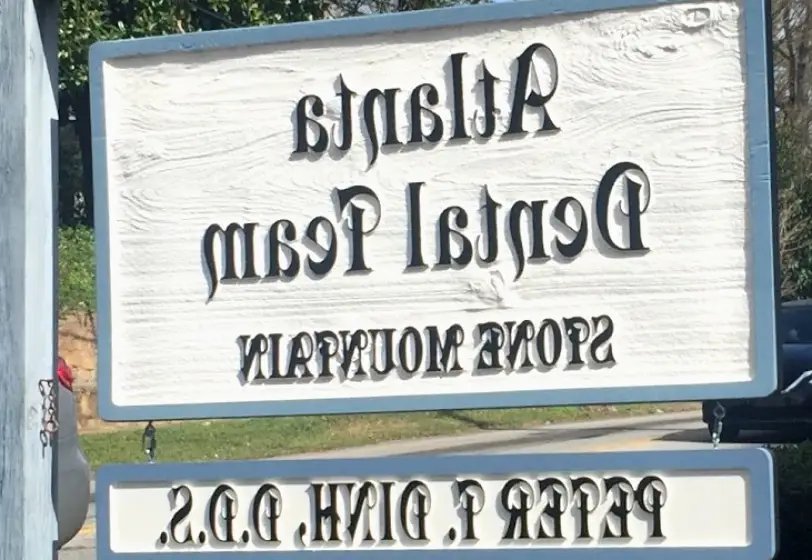 Atlanta
Dental Team
STONE MOUNTAIN
PETER T. DINH, D.D.S.